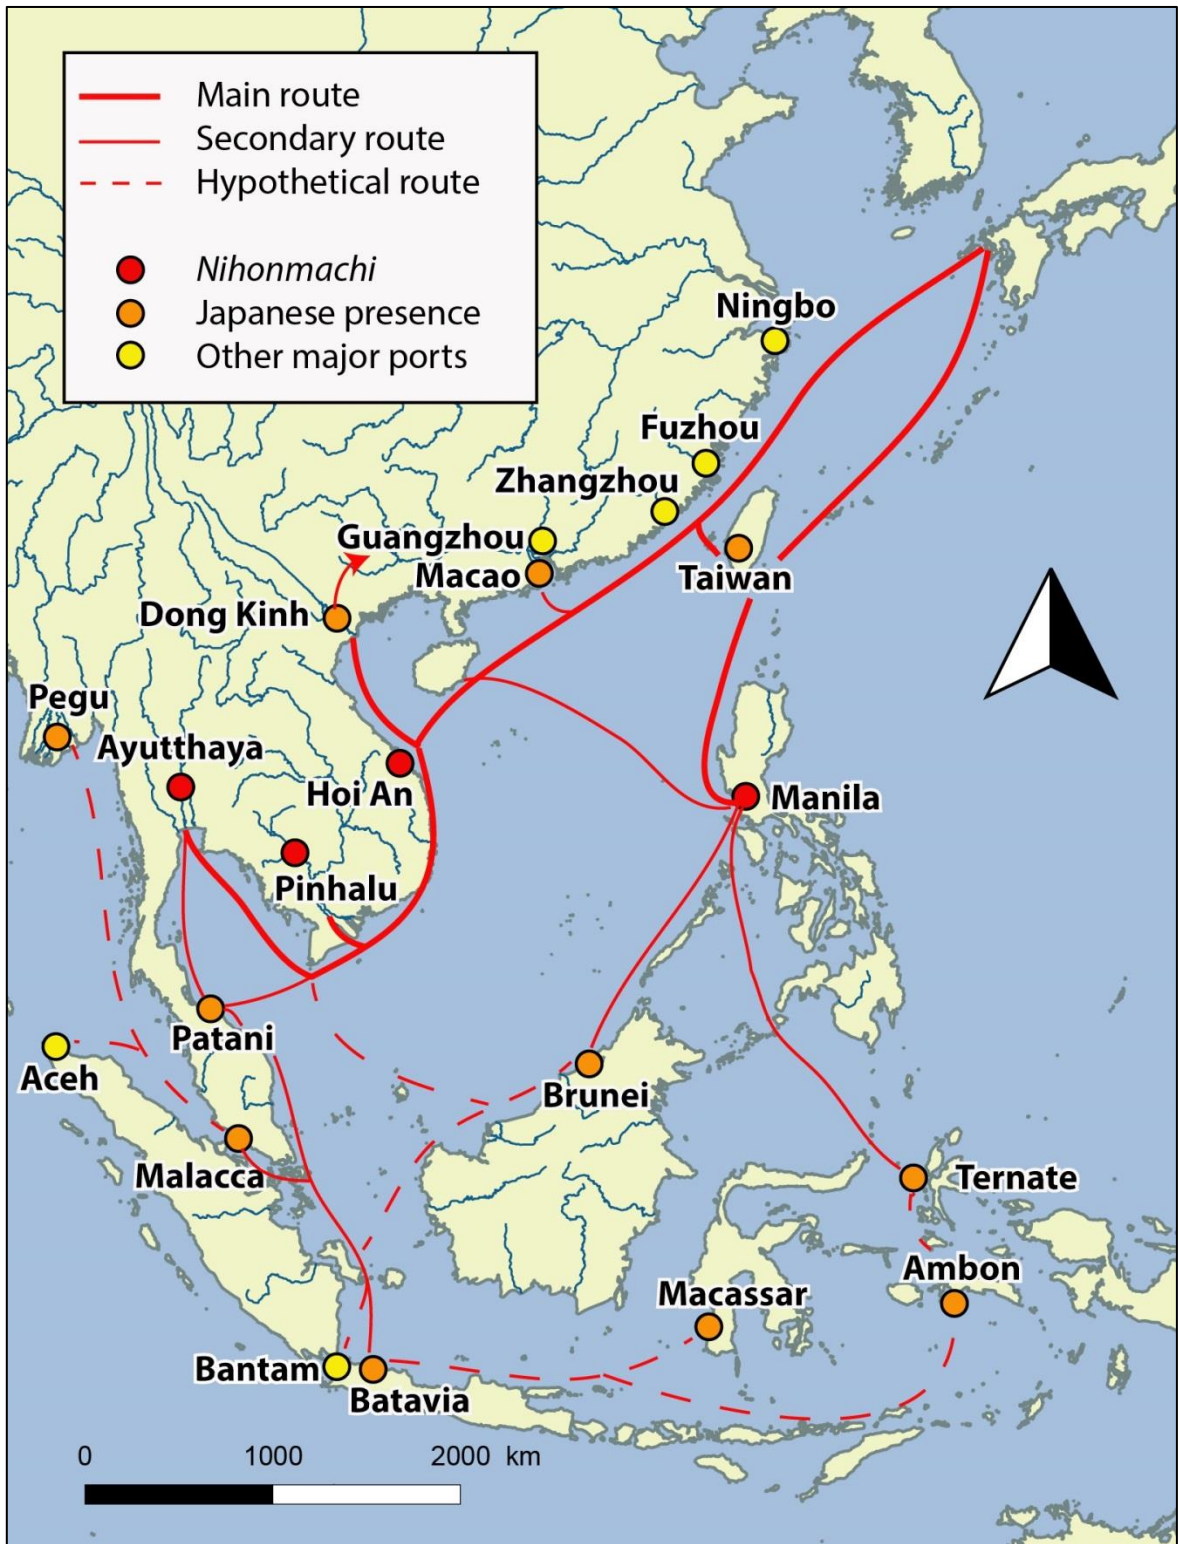 Main route
Secondary route
Hypothetical route
Nihonmachi
Japanese presence
Other major ports
Ningbo
Fuzhou
Zhangzhou
Guangzhou
Macao
Taiwan
Dong Kinh
Pegu
Ayutthaya
Hoi An
Manila
Pinhalu
Patani
Aceh
Brunei
Malacca
Ternate
Ambon
Macassar
Bantam
Batavia
0 1000 2000 km